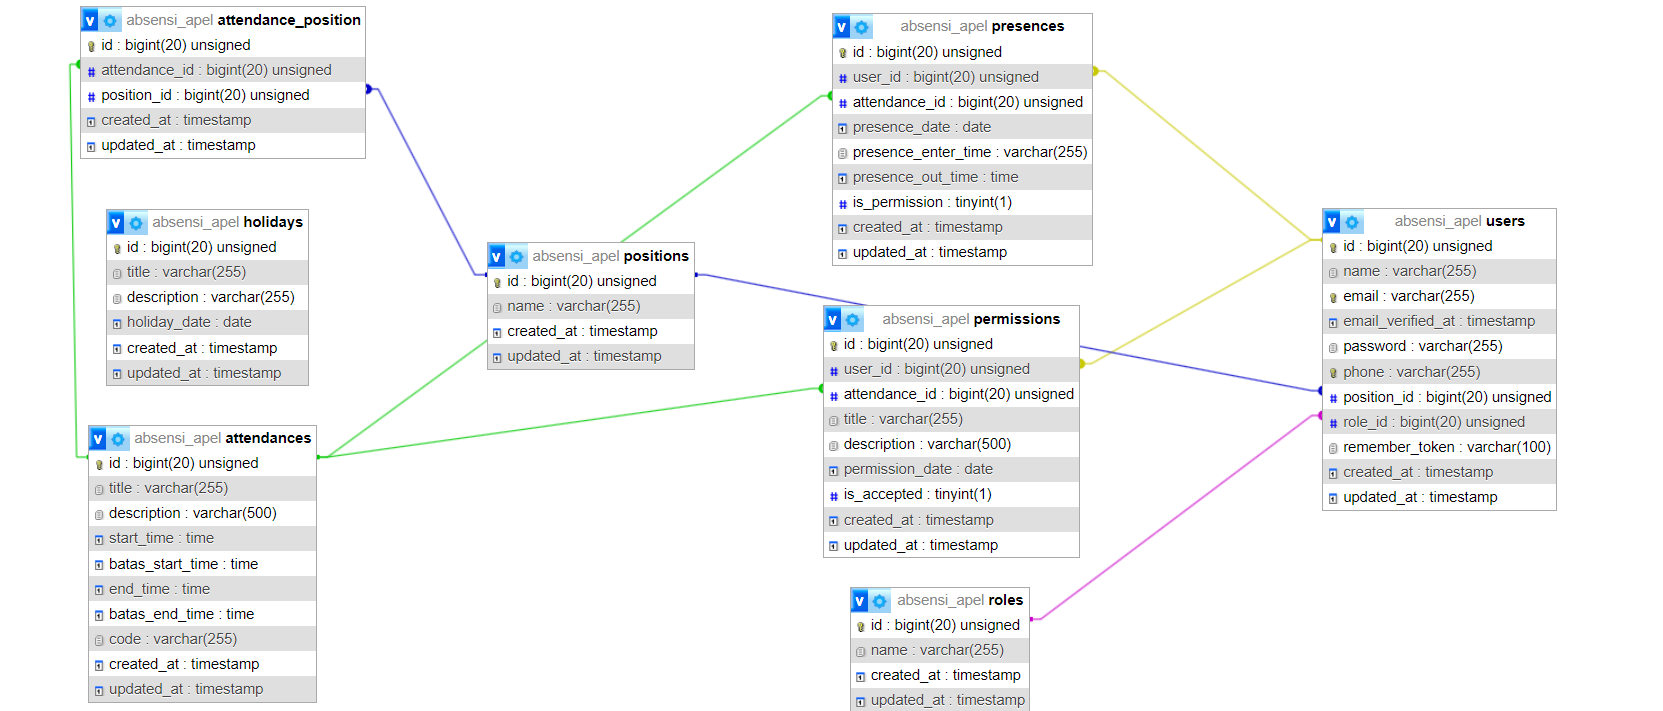 absensi_apel attendance_position
id : bigint(20) unsigned
attendance_id : bigint(20) unsigned
position_id : bigint(20) unsigned
created_at : timestamp
updated_at : timestamp
absensi_apel holidays
id : bigint(20) unsigned
title : varchar(255)
description : varchar(255)
holiday_date : date
created_at : timestamp
updated_at : timestamp
absensi_apel attendances
id : bigint(20) unsigned
title : varchar(255)
description : varchar(500)
start_time : time
batas_start_time : time
end_time : time
batas_end_time : time
code : varchar(255)
created_at : timestamp
updated_at : timestamp
absensi_apel positions
id : bigint(20) unsigned
name : varchar(255)
created_at : timestamp
updated_at : timestamp
absensi_apel presences
id : bigint(20) unsigned
user_id : bigint(20) unsigned
attendance_id : bigint(20) unsigned
presence_date : date
presence_enter_time : varchar(255)
presence_out_time : time
is_permission : tinyint(1)
created_at : timestamp
updated_at : timestamp
absensi_apel permissions
id : bigint(20) unsigned
user_id : bigint(20) unsigned
attendance_id : bigint(20) unsigned
title : varchar(255)
description : varchar(500)
permission_date : date
is_accepted : tinyint(1)
created_at : timestamp
updated_at : timestamp
absensi_apel roles
id : bigint(20) unsigned
name : varchar(255)
created_at : timestamp
updated_at : timestamp
absensi_apel users
id : bigint(20) unsigned
name : varchar(255)
email : varchar(255)
email_verified_at : timestamp
password : varchar(255)
phone : varchar(255)
position_id : bigint(20) unsigned
role_id : bigint(20) unsigned
remember_token : varchar(100)
created_at : timestamp
updated_at : timestamp